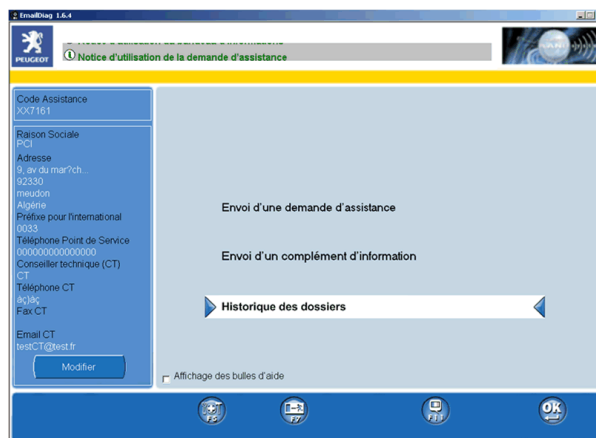 EmailDiag 1.6.4
PEUGEOT
Notice d'utilisation de la demande d'assistance
Code Assistance
XX7161
Raison Sociale
PCI
Adresse
9, av du mar?ch...
92330
meudon
Algérie
Préfixe pour l'international
0033
Téléphone Point de Service
000000000000000
Conseiller technique (CT)
CT
Téléphone CT
àç)àç
Fax CT
Email CT
testCT@test.fr
Modifier
Envoi d'une demande d'assistance
Envoi d'un complément d'information
Historique des dossiers
Affichage des bulles d'aide
F5
F7
F11
OK